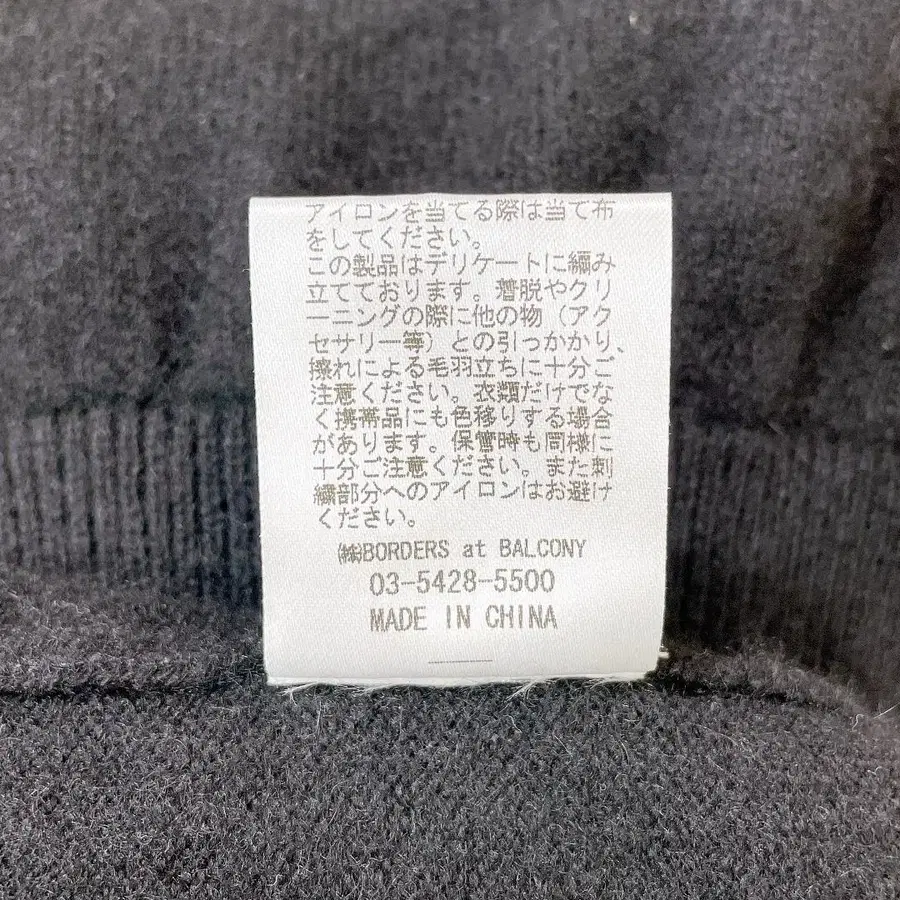 アイロンを当てる際は当て布
をしてください。
この製品はデリケートに編み
立てております。着脱やクリ
ーニングの際に他の物（アク
セサリー等）との引っかかり、
擦れによる毛羽立ちに十分ご
注意ください。衣類だけでな
く携帯品にも色移りする場合
があります。保管時も同様に
十分ご注意ください。また刺
繍部分へのアイロンはお避け
ください。
㈱BORDERS at BALCONY
03-5428-5500
MADE IN CHINA